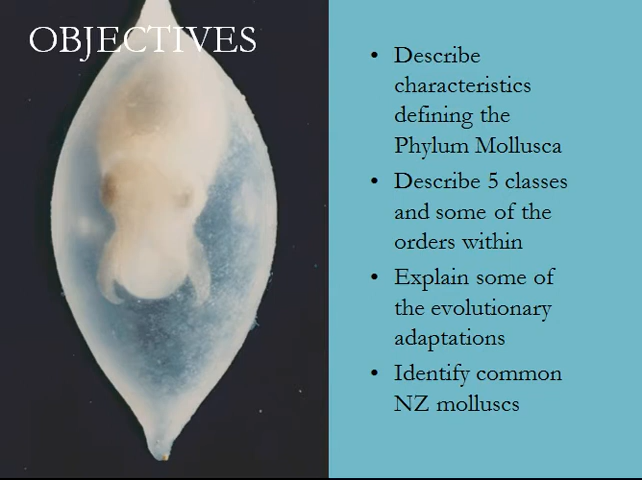 OBJECTIVES
• Describe
characteristics
defining the
Phylum Mollusca
• Describe 5 classes
and some of the
orders within
• Explain some of
the evolutionary
adaptations
• Identify common
NZ molluscs